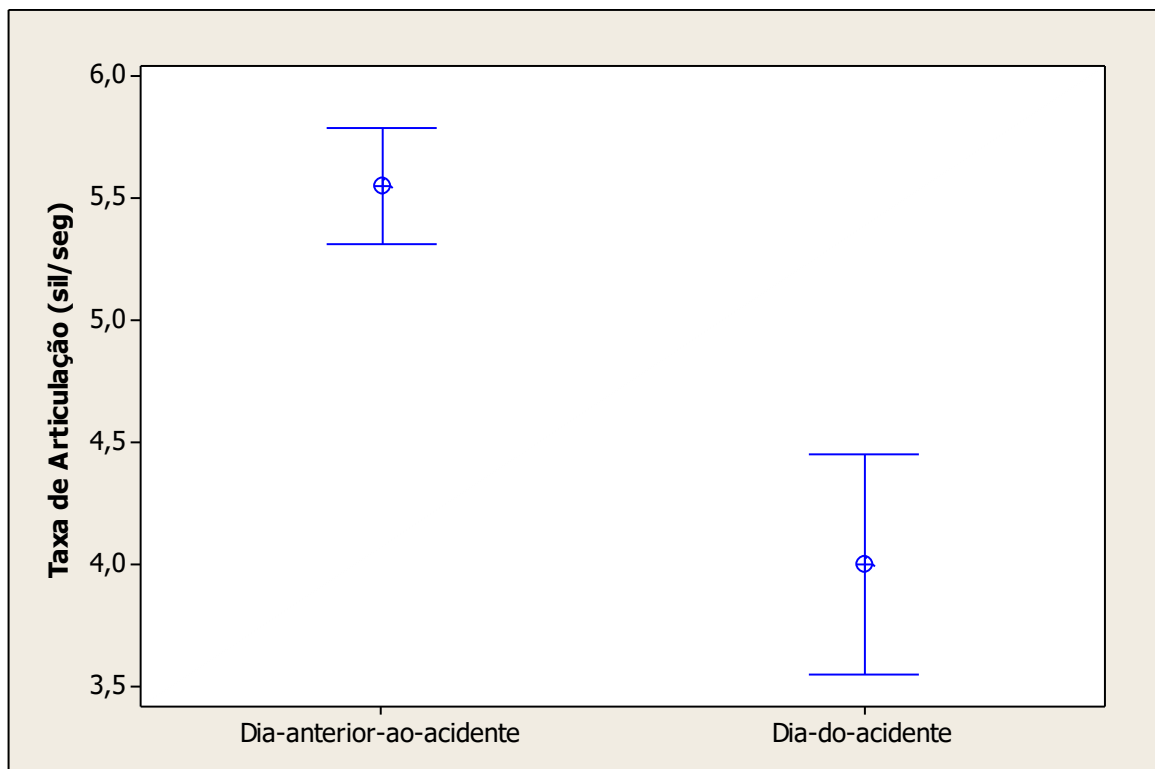 Taxa de Articulação (sil/seg)
6,0
5,5
5,0
4,5
4,0
3,5
Dia-anterior-ao-acidente
Dia-do-acidente